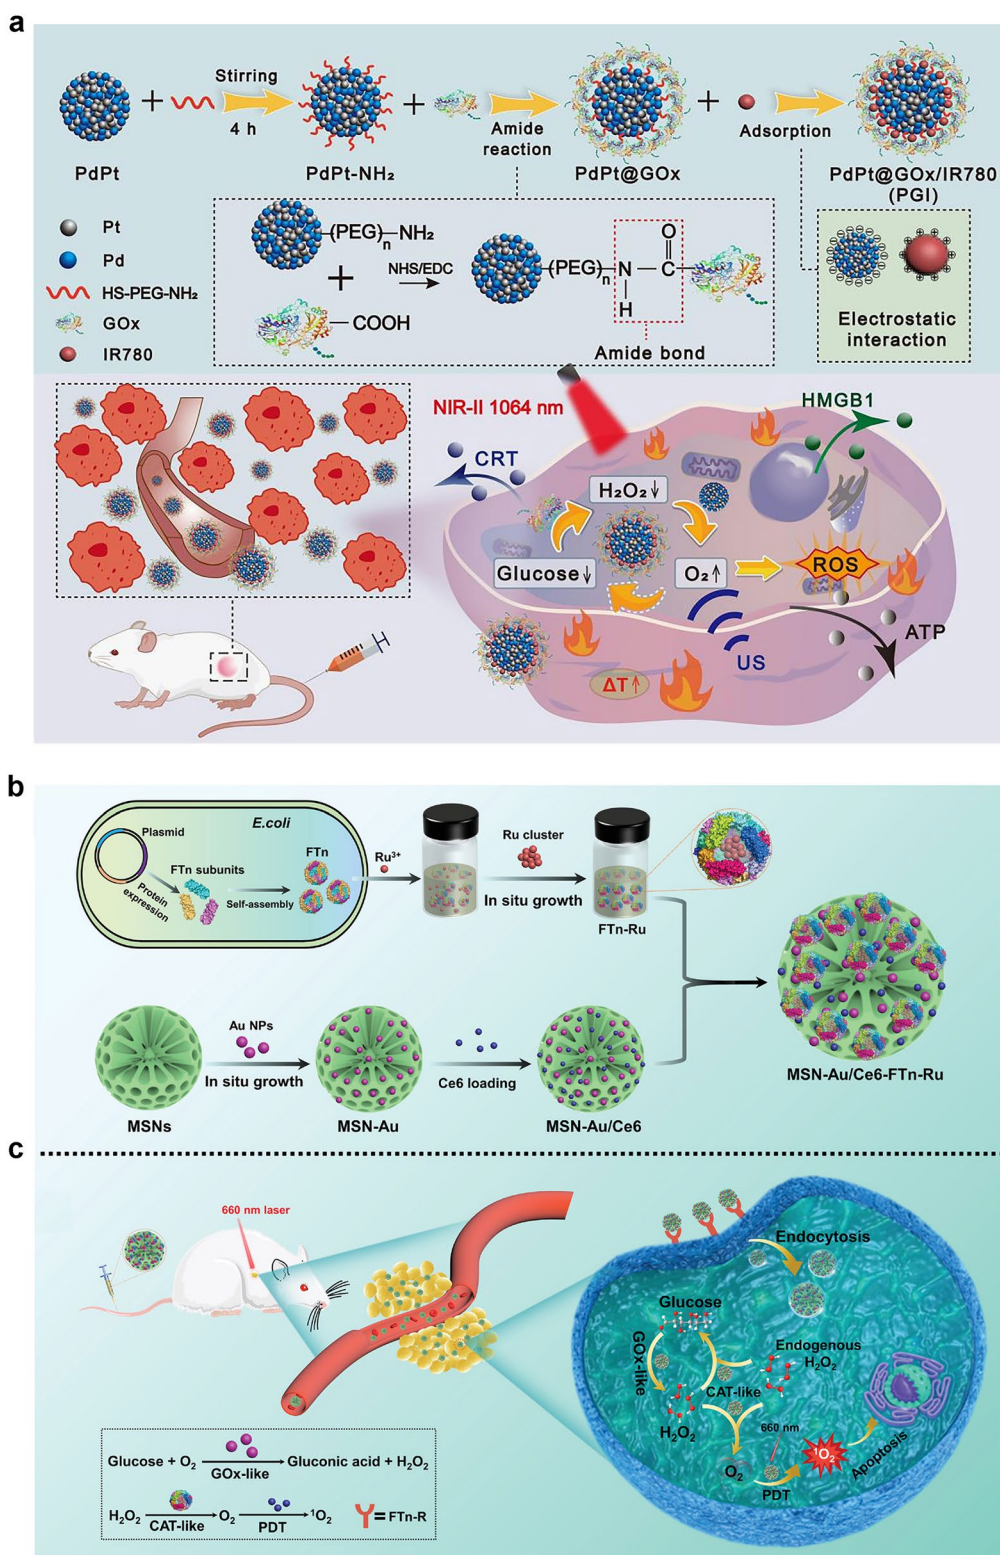 a
Stirring
4 h
Amide
reaction
Adsorption
PdPt
PdPt-NH₂
PdPt@GOx
PdPt@GOx/IR780
(PGI)
Pt
Pd
HS-PEG-NH₂
GOx
IR780
(PEG)n NH₂
NHS/EDC
COOH
(PEG)n N C
O
H
Amide bond
Electrostatic
interaction
NIR-II 1064 nm
HMGB1
CRT
H₂O₂↓
Glucose↓
O₂↑
ROS
US
ATP
ΔT↑
b
E.coli
Plasmid
Protein
expression
FTn subunits
Self-assembly
FTn
Ru³⁺
Ru cluster
In situ growth
FTn-Ru
Au NPs
In situ growth
Ce6 loading
MSNs
MSN-Au
MSN-Au/Ce6
MSN-Au/Ce6-FTn-Ru
c
660 nm laser
Endocytosis
Glucose
GOx-like
Endogenous
H₂O₂
CAT-like
H₂O₂
660 nm
O₂
PDT
¹O₂
Apoptosis
Glucose + O₂ GOx-like Gluconic acid + H₂O₂
H₂O₂ CAT-like O₂ PDT ¹O₂ = FTn-R